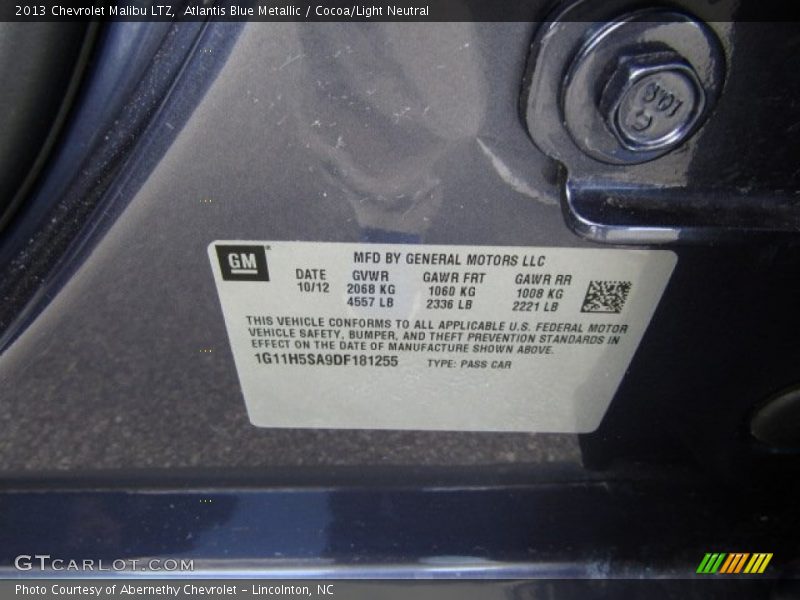 2013 Chevrolet Malibu LTZ, Atlantis Blue Metallic / Cocoa/Light Neutral
GM
MFD BY GENERAL MOTORS LLC
DATE GVWR GAWR FRT GAWR RR
10/12 2068 KG 1060 KG 1008 KG
4557 LB 2336 LB 2221 LB
THIS VEHICLE CONFORMS TO ALL APPLICABLE U.S. FEDERAL MOTOR
VEHICLE SAFETY, BUMPER, AND THEFT PREVENTION STANDARDS IN
EFFECT ON THE DATE OF MANUFACTURE SHOWN ABOVE.
1G11H5SA9DF181255 TYPE: PASS CAR
GTCARLOT.COM
Photo Courtesy of Abernethy Chevrolet – Lincolnton, NC